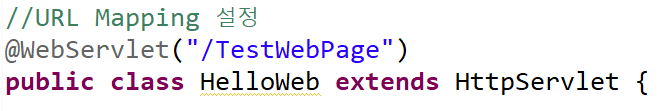 //URL Mapping 설정
@WebServlet("/TestWebPage")
public class HelloWeb extends HttpServlet {